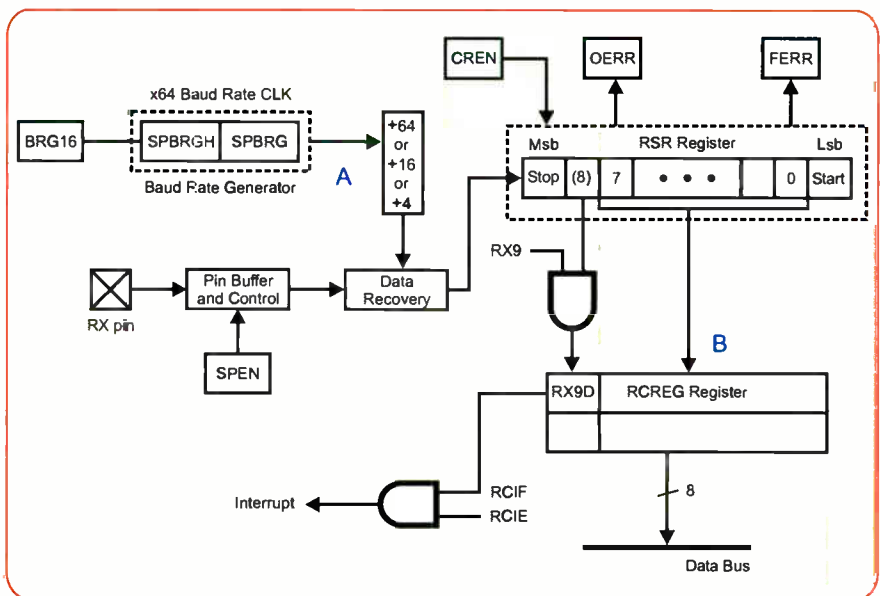 CREN
OERR
FERR
x64 Baud Rate CLK
BRG16
SPBRGH
SPBRG
Baud Rate Generator
A
+64
or
+16
or
+4
Msb
RSR Register
Lsb
Stop
(8)
7
• • •
0
Start
RX9
RX pin
Pin Buffer
and Control
Data
Recovery
SPEN
B
RX9D
RCREG Register
Interrupt
RCIF
RCIE
8
Data Bus